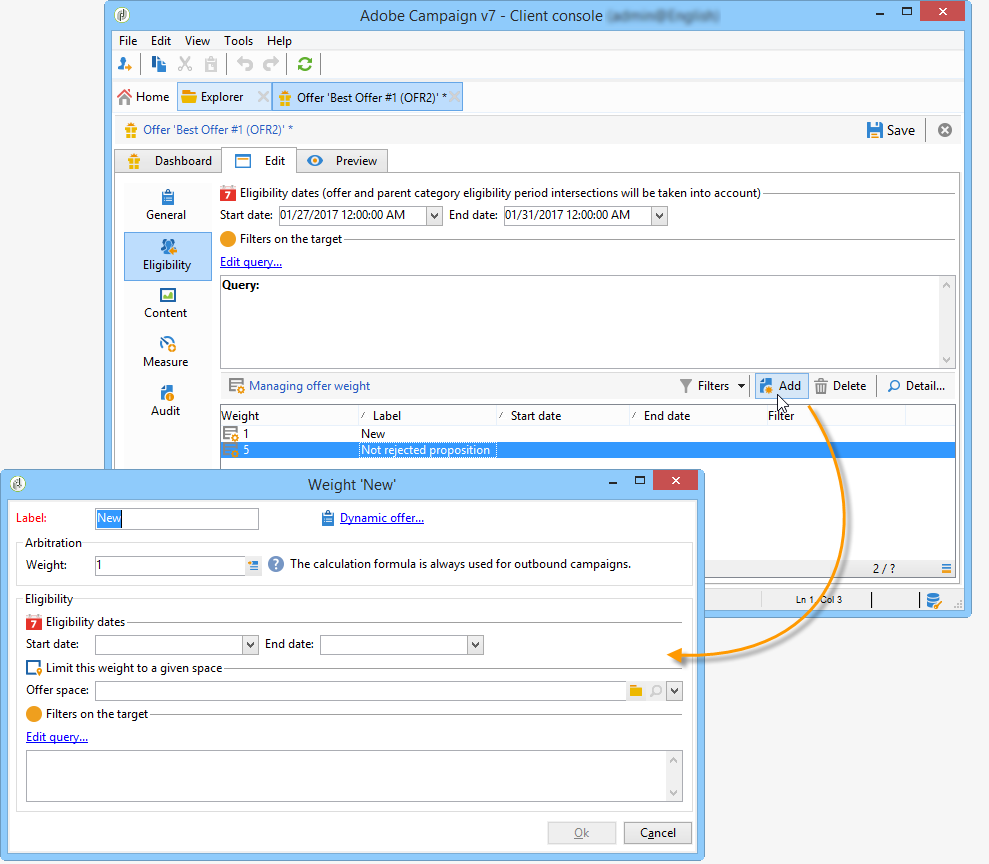 Adobe Campaign v7 - Client console (admin@English)
File Edit View Tools Help
Home Explorer Offer 'Best Offer #1 (OFR2)' *
Offer 'Best Offer #1 (OFR2)' * Save
Dashboard Edit Preview
7 Eligibility dates (offer and parent category eligibility period intersections will be taken into account)
General
Start date: 01/27/2017 12:00:00 AM End date: 01/31/2017 12:00:00 AM
Filters on the target
Eligibility
Edit query...
Query:
Content
Measure
Managing offer weight Filters Add Delete Detail...
Audit
Weight Label Start date End date Filter
1 New
5 Not rejected proposition
2 / ?
Ln 1, Col 3
Weight 'New'
Label: New Dynamic offer...
Arbitration
Weight: 1 ? The calculation formula is always used for outbound campaigns.
Eligibility
7 Eligibility dates
Start date: End date:
Limit this weight to a given space
Offer space:
Filters on the target
Edit query...
Ok Cancel